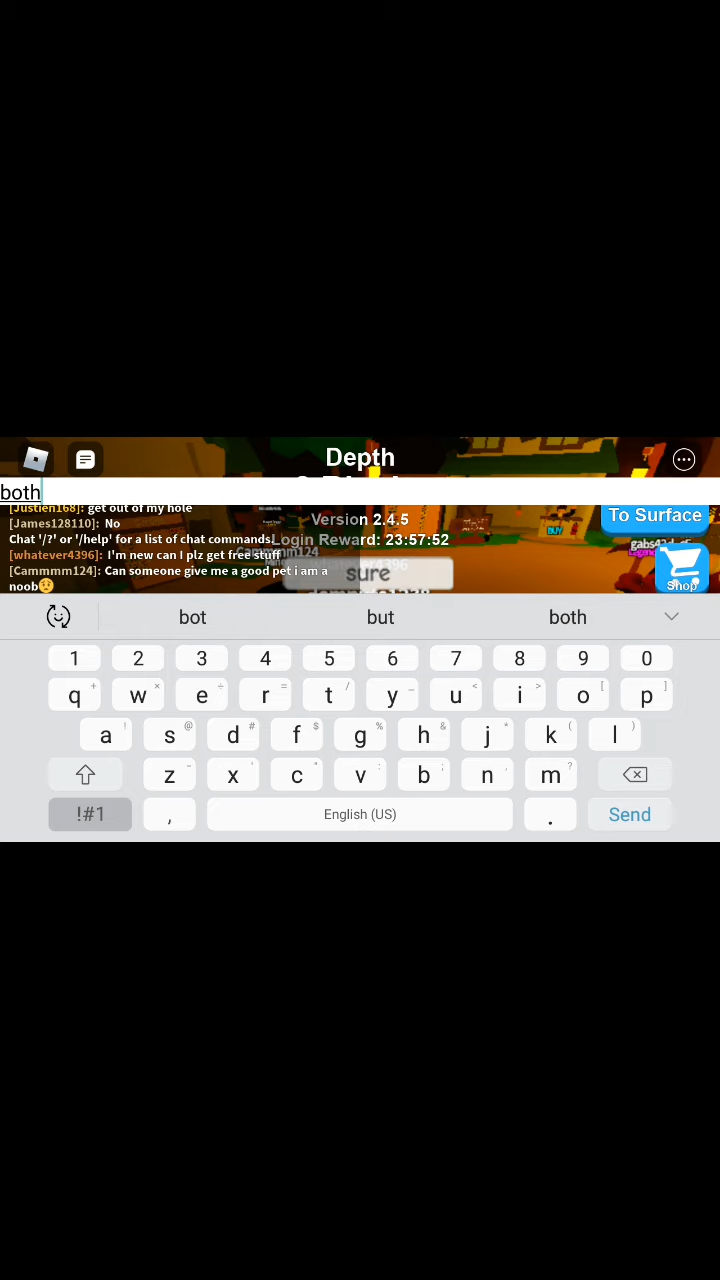 Depth
both
[Justien168]: get out of my hole
[James128110]: No
Chat '/?' or '/help' for a list of chat commands.
[whatever4396]: I'm new can I plz get free stuff
[Cammmm124]: Can someone give me a good pet i am a
noob😟
Version 2.4.5
Login Reward: 23:57:52
Cammmm124
whatever4396
sure
BUY
To Surface
Shop
bot but both
1 2 3 4 5 6 7 8 9 0
q + w × e ÷ r = t / y _ u < i > o [ p ]
a ! s @ d # f $ g % h & j * k ( l )
z - x ' c " v : b ; n , m ?
!#1 , English (US) . Send